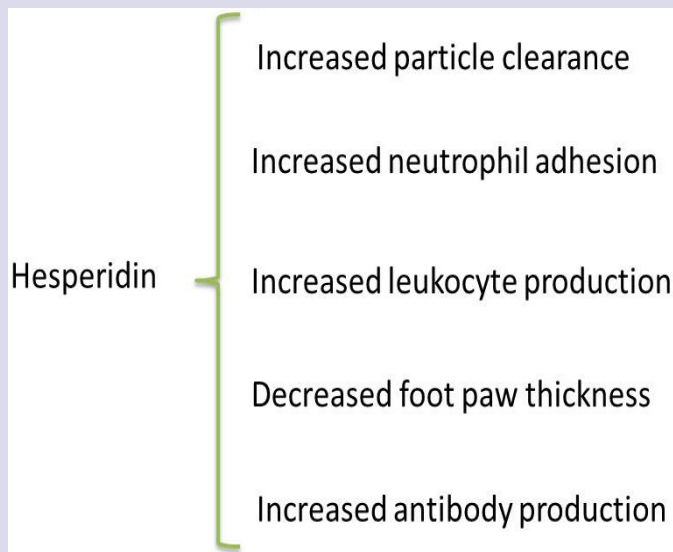 Increased particle clearance
Increased neutrophil adhesion
Hesperidin
Increased leukocyte production
Decreased foot paw thickness
Increased antibody production